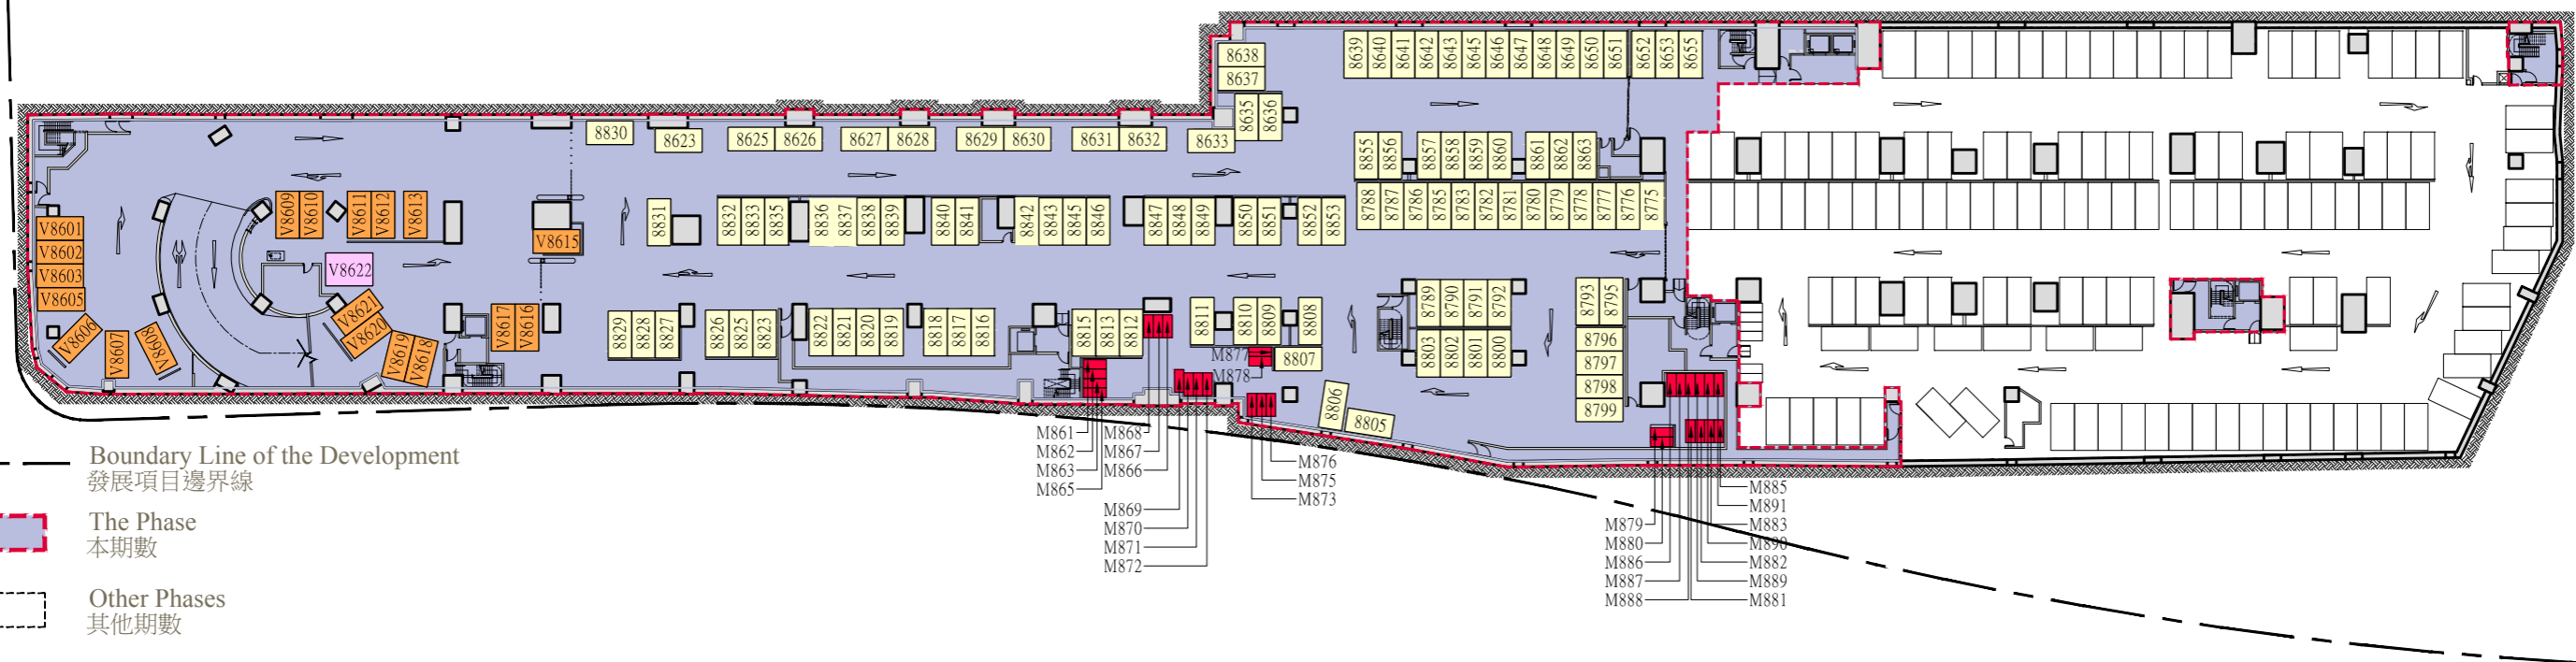 8638
8637
8635
8636
8639
8640
8641
8642
8643
8645
8646
8647
8648
8649
8650
8651
8652
8653
8655
8830
8623
8625
8626
8627
8628
8629
8630
8631
8632
8633
8855
8856
8857
8858
8859
8860
8861
8862
8863
V8609
V8610
V8611
V8612
V8613
V8615
8831
8832
8833
8835
8836
8837
8838
8839
8840
8841
8842
8843
8845
8846
8847
8848
8849
8850
8851
8852
8853
8788
8787
8786
8785
8783
8782
8781
8780
8779
8778
8777
8776
8775
V8601
V8602
V8603
V8605
V8606
V8607
V8608
V8622
V8621
V8620
V8619
V8618
V8617
V8616
8829
8828
8827
8826
8825
8823
8822
8821
8820
8819
8818
8817
8816
8815
8813
8812
8811
8810
8809
8808
8807
M877
M878
8789
8790
8791
8792
8803
8802
8801
8800
8793
8795
8796
8797
8798
8799
8806
8805
M861
M862
M863
M865
M868
M867
M866
M869
M870
M871
M872
M876
M875
M873
M879
M880
M886
M887
M888
M885
M891
M883
M890
M882
M889
M881
Boundary Line of the Development
發展項目邊界線
The Phase
本期數
Other Phases
其他期數